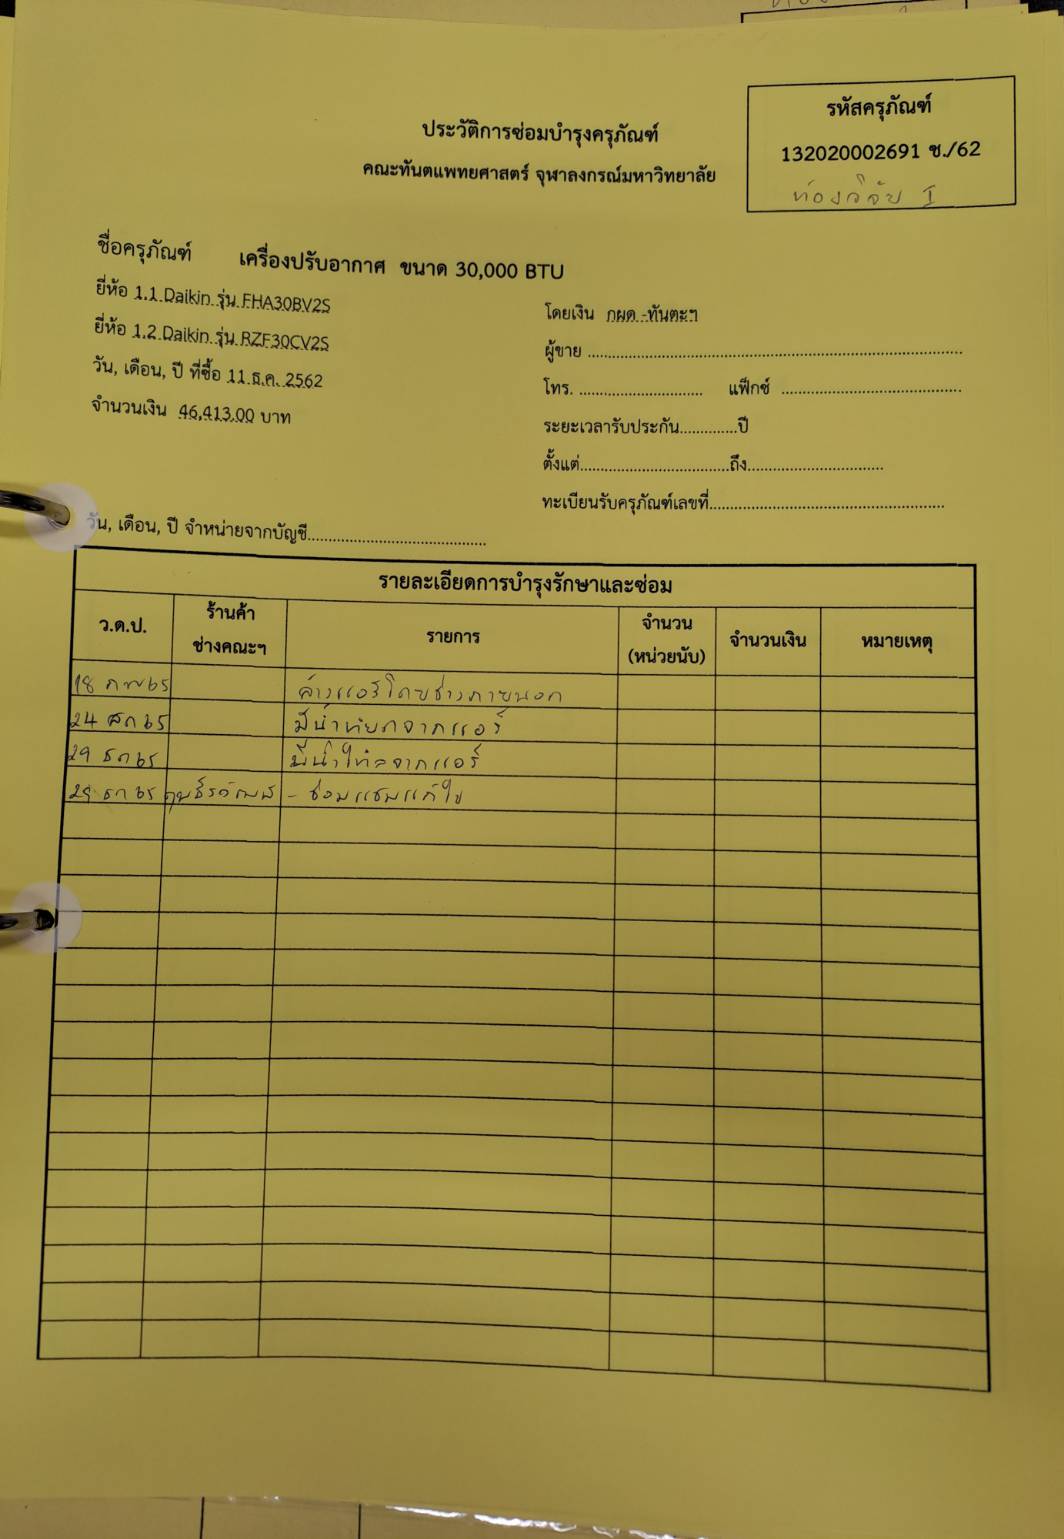 รหัสครุภัณฑ์
132020002691 ช./62
ห้องวิจัย I
ประวัติการซ่อมบำรุงครุภัณฑ์
คณะทันตแพทยศาสตร์ จุฬาลงกรณ์มหาวิทยาลัย
ชื่อครุภัณฑ์ เครื่องปรับอากาศ ขนาด 30,000 BTU
ยี่ห้อ 1.1 Daikin รุ่น FHA30BV2S
ยี่ห้อ 1.2 Daikin รุ่น RZF30CV2S
วัน, เดือน, ปี ที่ซื้อ 11 ธ.ค. 2562
จำนวนเงิน 46,413.00 บาท
โดยเงิน กผด.-ทันตะฯ
ผู้ขาย ........................................
โทร. .............................. แฟ็กซ์ ........................................
ระยะเวลารับประกัน..............ปี
ตั้งแต่....................................ถึง.................................
ทะเบียนรับครุภัณฑ์เลขที่........................................
วัน, เดือน, ปี จำหน่ายจากบัญชี...........................................
รายละเอียดการบำรุงรักษาและซ่อม
ว.ด.ป. ร้านค้า ช่างคณะฯ รายการ จำนวน (หน่วยนับ) จำนวนเงิน หมายเหตุ
18 กพ 65 ล้างแอร์โดยช่างภายนอก
24 สค 65 มีน้ำหยดจากแอร์
29 ธค 65 มีน้ำไหลจากแอร์
29 ธค 65 - ซ่อมแซมแก้ไข